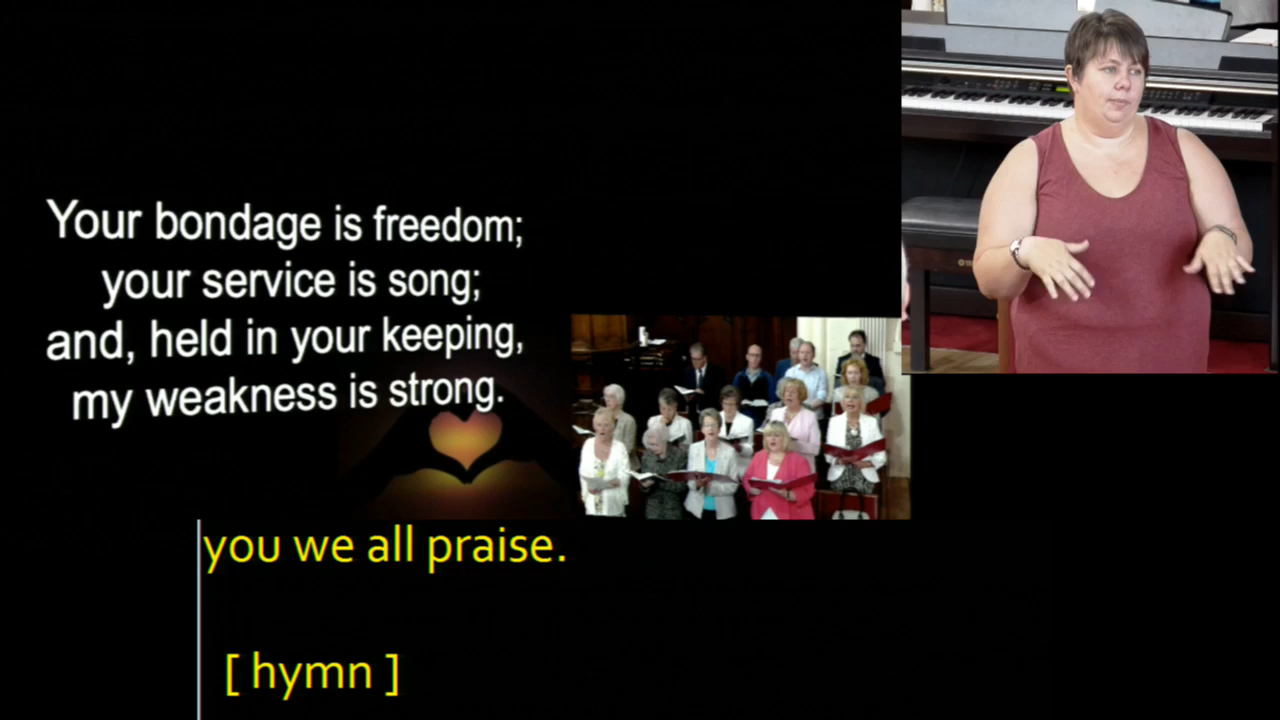 Your bondage is freedom;
your service is song;
and, held in your keeping,
my weakness is strong.
you we all praise.
[ hymn ]